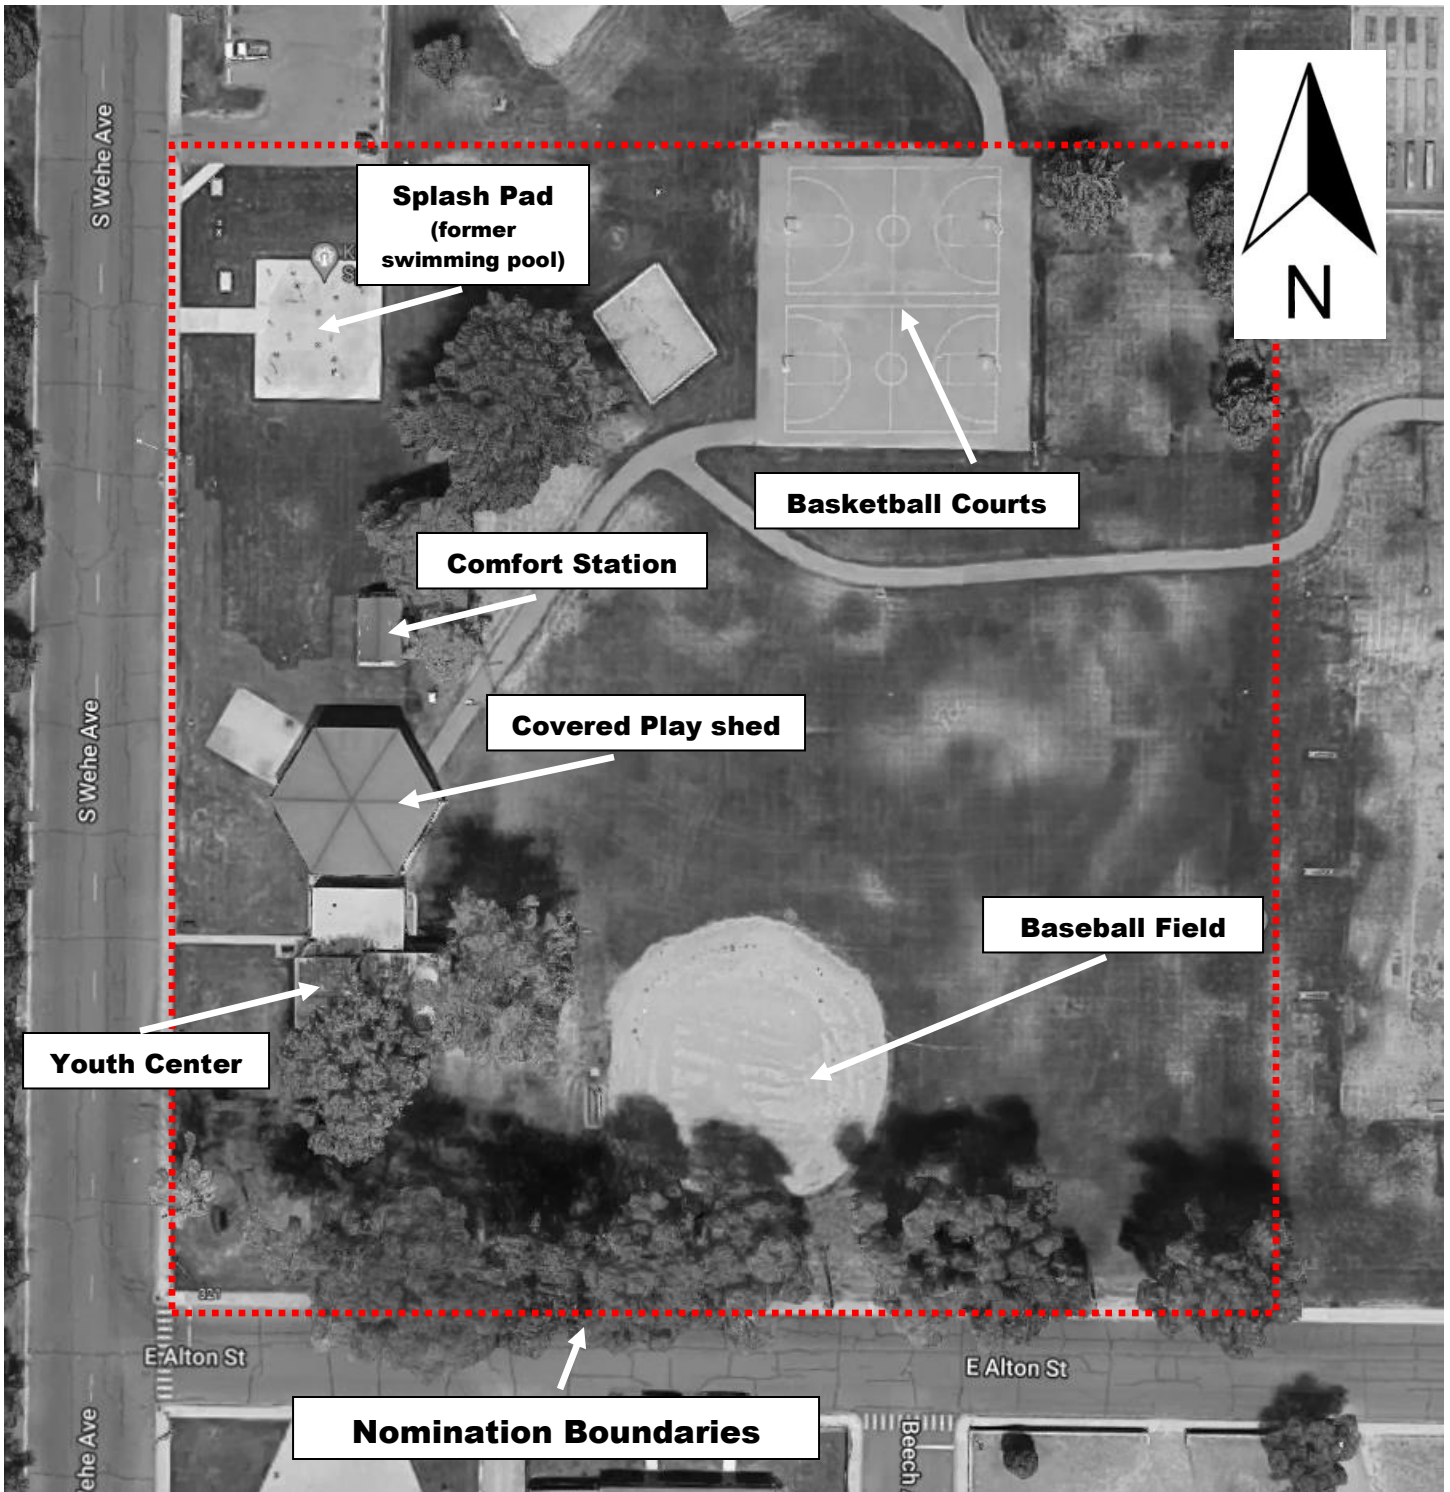 S Wehe Ave
Splash Pad
(former
swimming pool)
N
Basketball Courts
Comfort Station
Covered Play shed
S Wehe Ave
Baseball Field
Youth Center
321
E Alton St
E Alton St
Nomination Boundaries
Wehe Ave
Beech